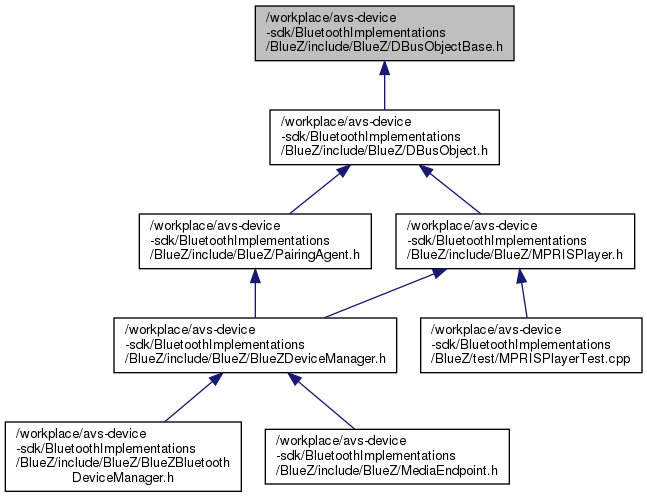 /workplace/avs-device
-sdk/BluetoothImplementations
/BlueZ/include/BlueZ/DBusObjectBase.h
/workplace/avs-device
-sdk/BluetoothImplementations
/BlueZ/include/BlueZ/DBusObject.h
/workplace/avs-device
-sdk/BluetoothImplementations
/BlueZ/include/BlueZ/PairingAgent.h
/workplace/avs-device
-sdk/BluetoothImplementations
/BlueZ/include/BlueZ/MPRISPlayer.h
/workplace/avs-device
-sdk/BluetoothImplementations
/BlueZ/include/BlueZ/BlueZDeviceManager.h
/workplace/avs-device
-sdk/BluetoothImplementations
/BlueZ/test/MPRISPlayerTest.cpp
/workplace/avs-device
-sdk/BluetoothImplementations
/BlueZ/include/BlueZ/BlueZBluetooth
DeviceManager.h
/workplace/avs-device
-sdk/BluetoothImplementations
/BlueZ/include/BlueZ/MediaEndpoint.h